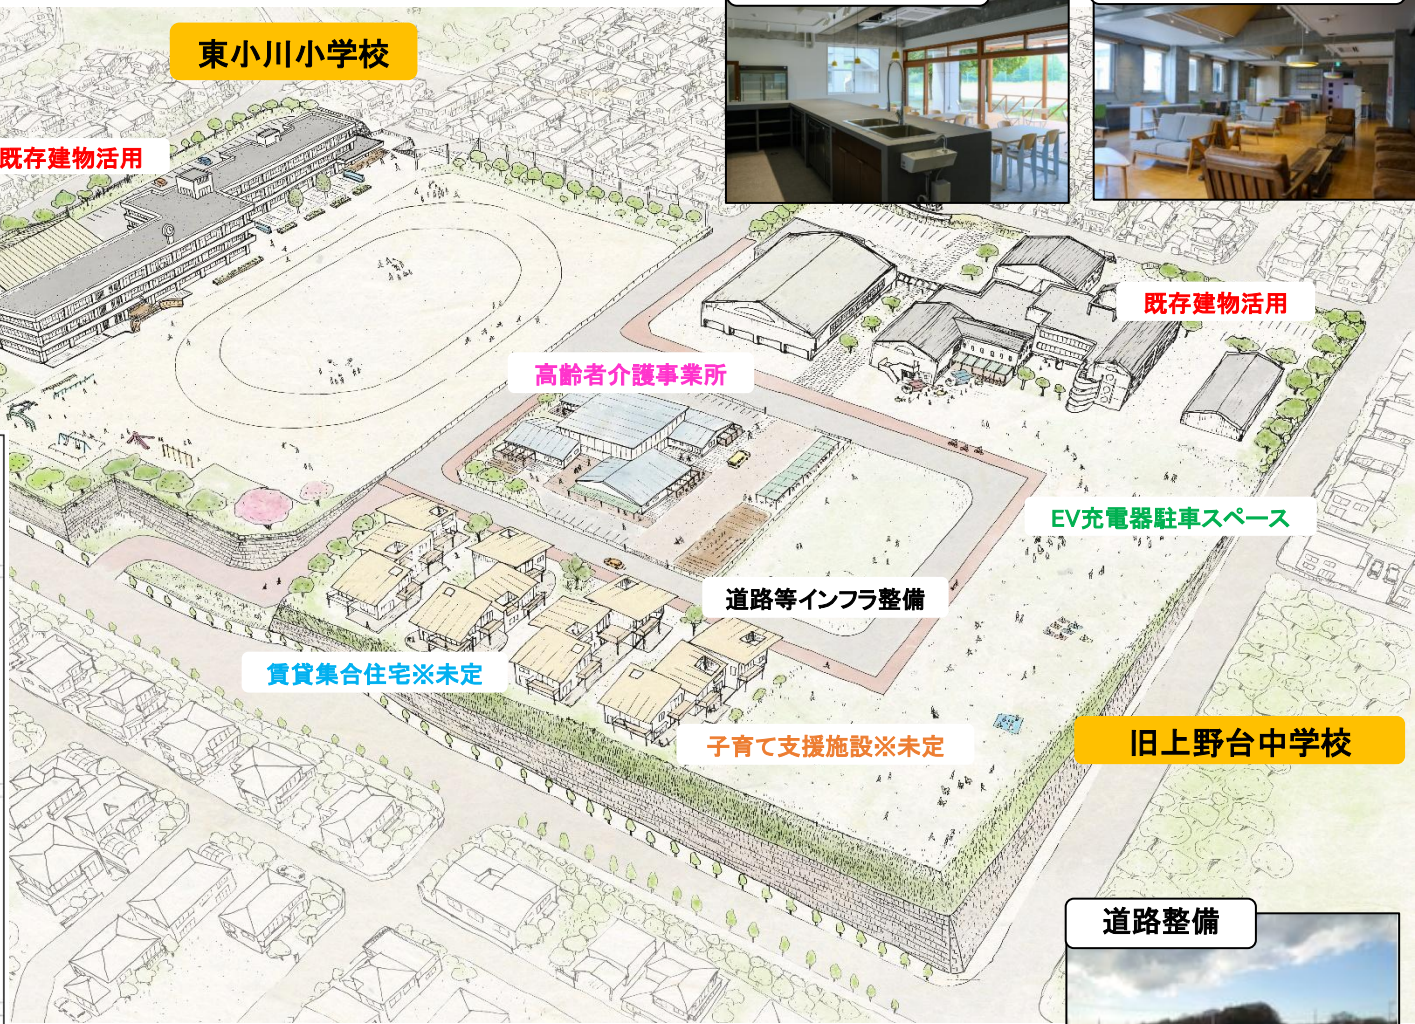 東小川小学校
既存建物活用
既存建物活用
高齢者介護事業所
EV充電器駐車スペース
道路等インフラ整備
賃貸集合住宅※未定
子育て支援施設※未定
旧上野台中学校
道路整備